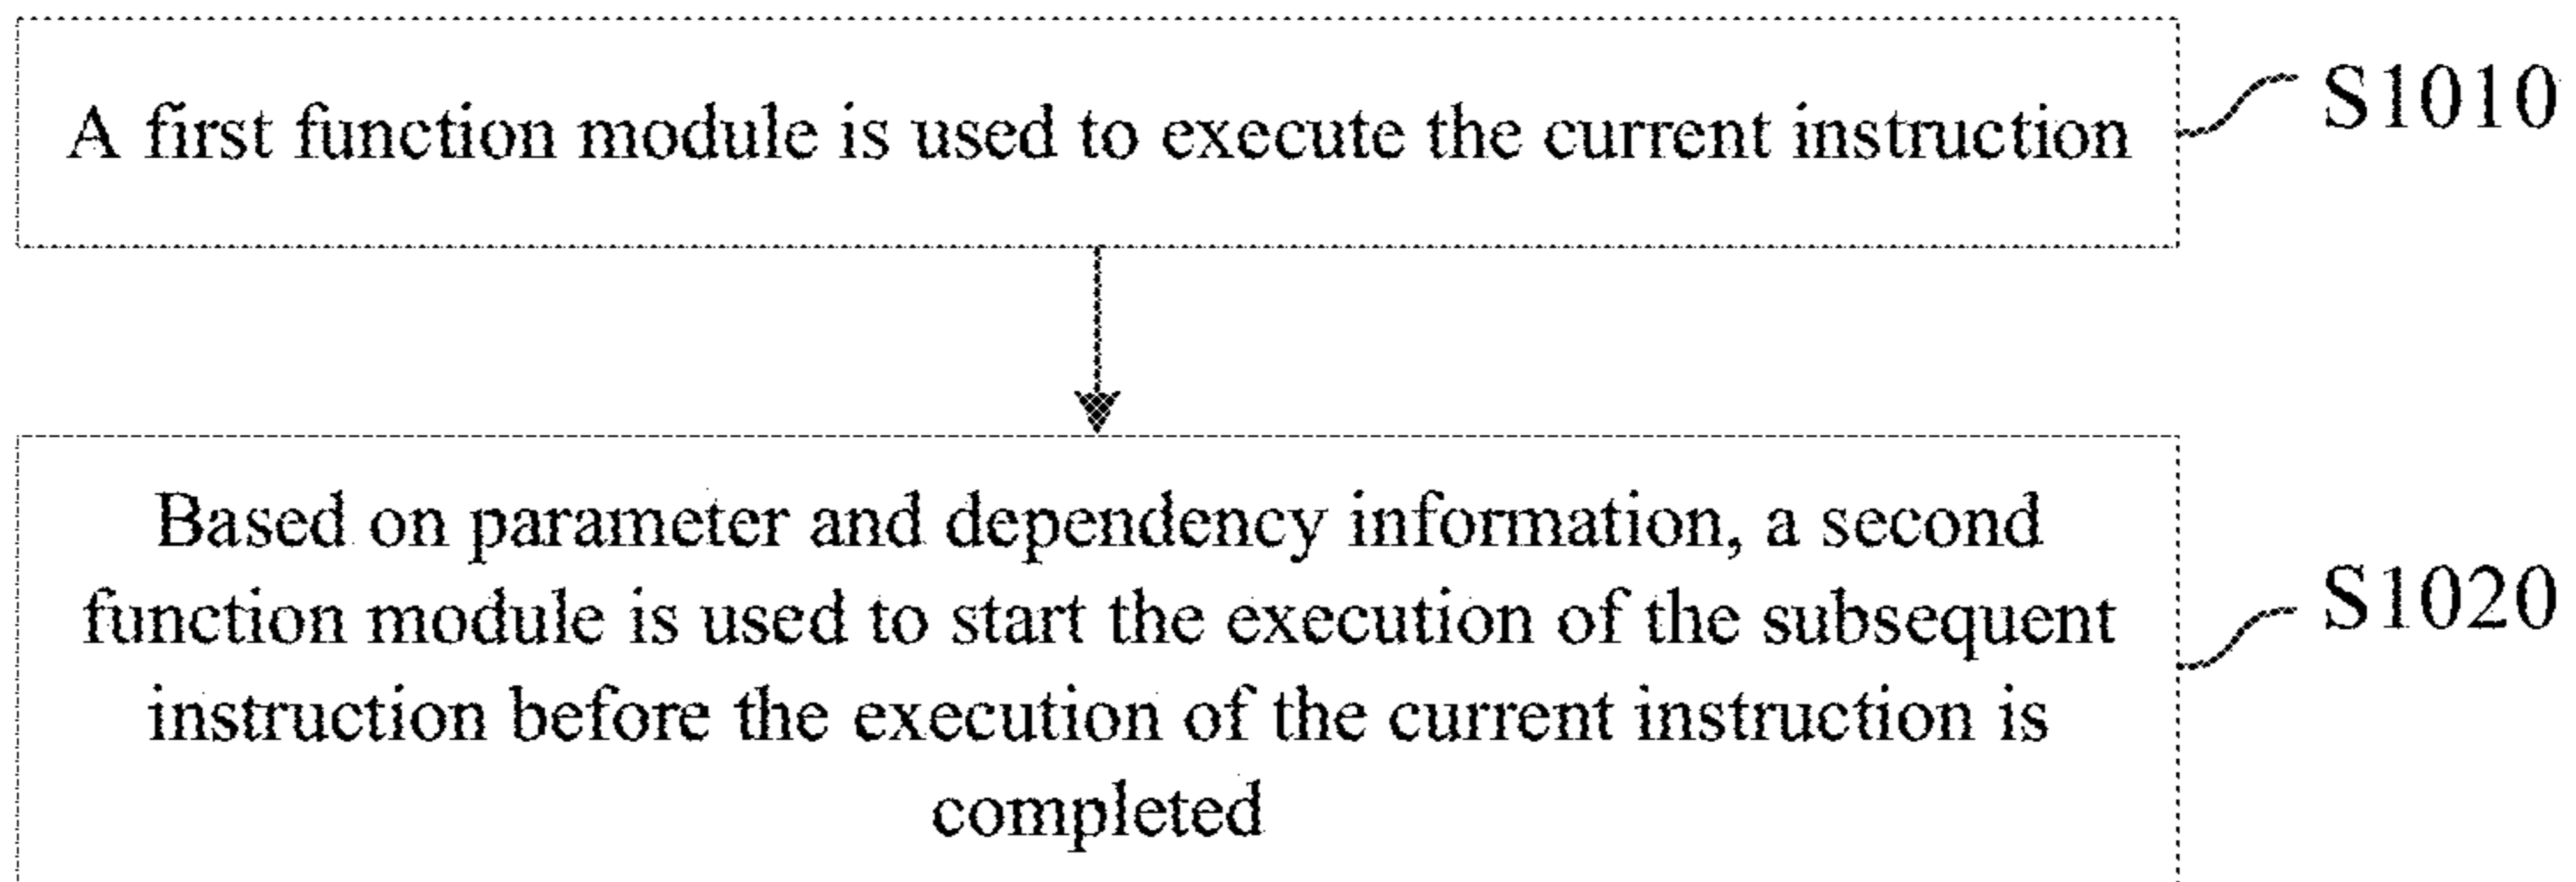 A first function module is used to execute the current instruction
S1010
Based on parameter and dependency information, a second
function module is used to start the execution of the subsequent
instruction before the execution of the current instruction is
completed
S1020